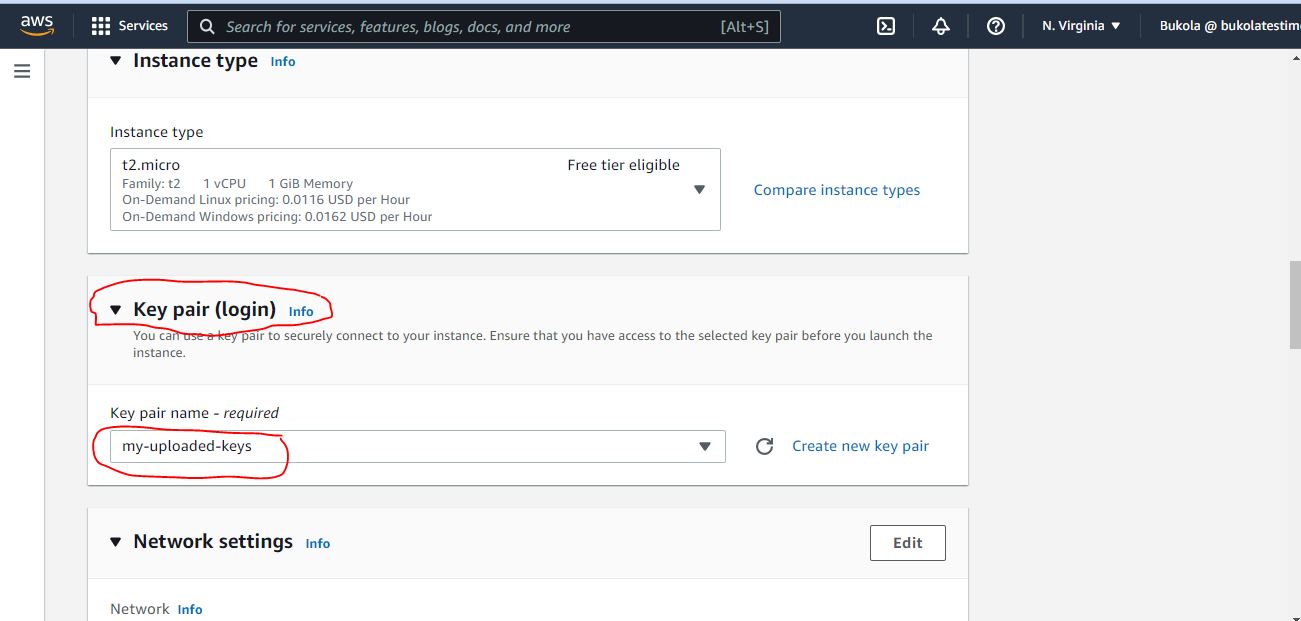 aws Services Search for services, features, blogs, docs, and more [Alt+S] N. Virginia Bukola @ bukolatestim
Instance type Info
Instance type
t2.micro Free tier eligible
Family: t2 1 vCPU 1 GiB Memory
On-Demand Linux pricing: 0.0116 USD per Hour
On-Demand Windows pricing: 0.0162 USD per Hour
Compare instance types
Key pair (login) Info
You can use a key pair to securely connect to your instance. Ensure that you have access to the selected key pair before you launch the
instance.
Key pair name - required
my-uploaded-keys Create new key pair
Network settings Info Edit
Network Info